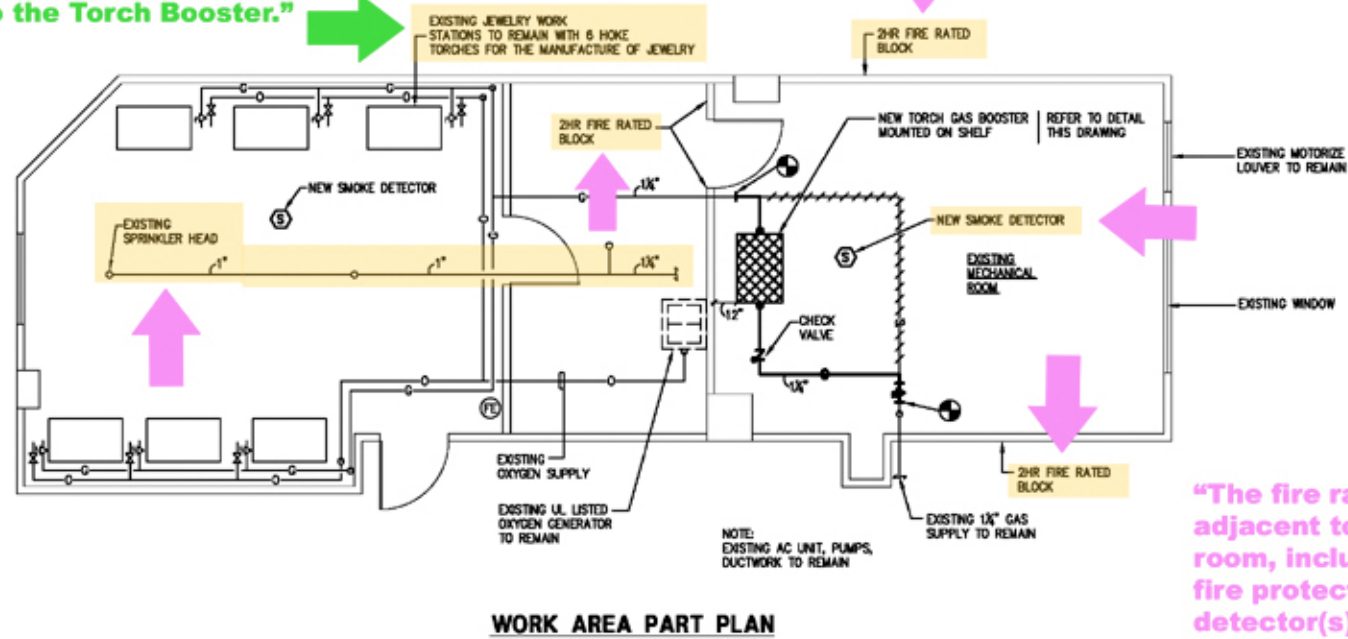 o the Torch Booster.”
EXISTING JEWELRY WORK
STATIONS TO REMAIN WITH 6 HOKE
TORCHES FOR THE MANUFACTURE OF JEWELRY
2HR FIRE RATED
BLOCK
2HR FIRE RATED
BLOCK
NEW TORCH GAS BOOSTER
MOUNTED ON SHELF
REFER TO DETAIL
THIS DRAWING
EXISTING MOTORIZE
LOUVER TO REMAIN
NEW SMOKE DETECTOR
S
1¼"
NEW SMOKE DETECTOR
S
EXISTING
SPRINKLER HEAD
1"
1"
1¼"
EXISTING
MECHANICAL
ROOM
EXISTING WINDOW
12"
CHECK
VALVE
1¼"
G
G
O
O
G
G
O
O
G
O
O
G
G
O
G
O
FE
EXISTING
OXYGEN SUPPLY
EXISTING UL LISTED
OXYGEN GENERATOR
TO REMAIN
2HR FIRE RATED
BLOCK
EXISTING 1¼" GAS
SUPPLY TO REMAIN
NOTE:
EXISTING AC UNIT, PUMPS,
DUCTWORK TO REMAIN
“The fire ra
adjacent to
room, inclu
fire protect
detector(s)
WORK AREA PART PLAN